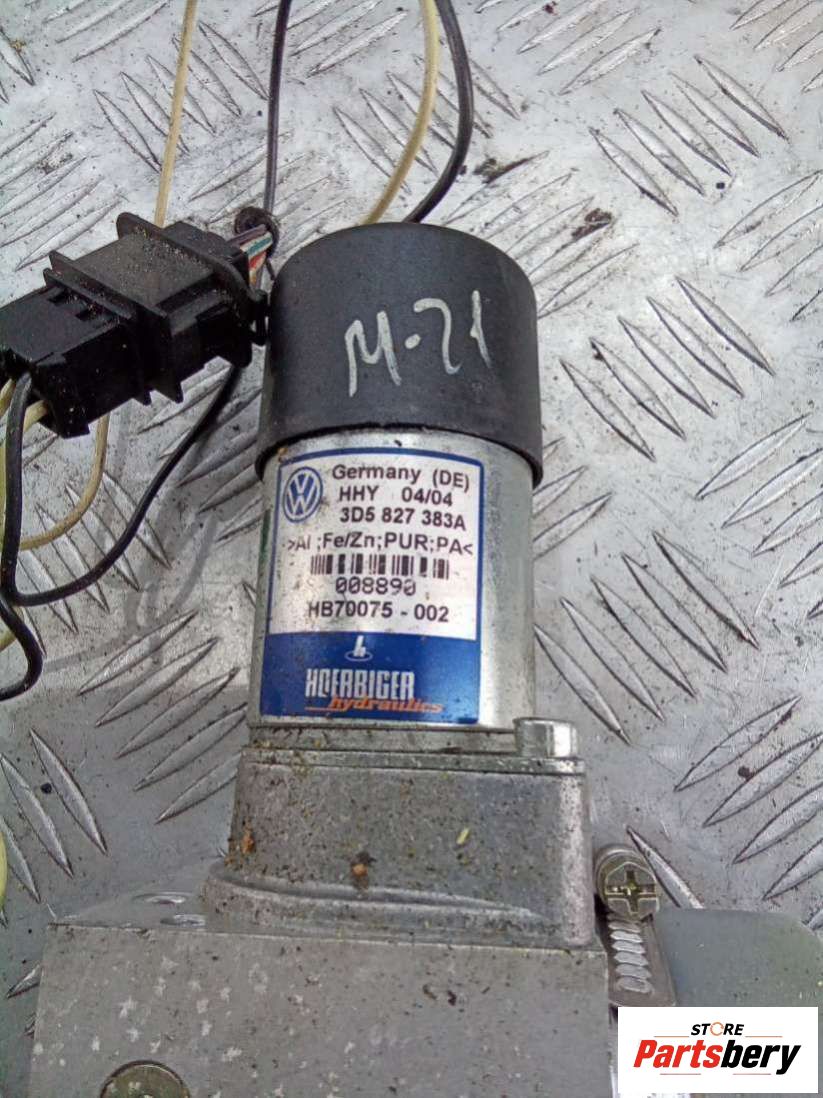 M-21
Germany (DE)
HHY 04/04
3D5 827 383A
>Al ;Fe/Zn;PUR;PA<
008890
HB70075 - 002
HOERBIGER
hydraulics
STORE
Partsbery